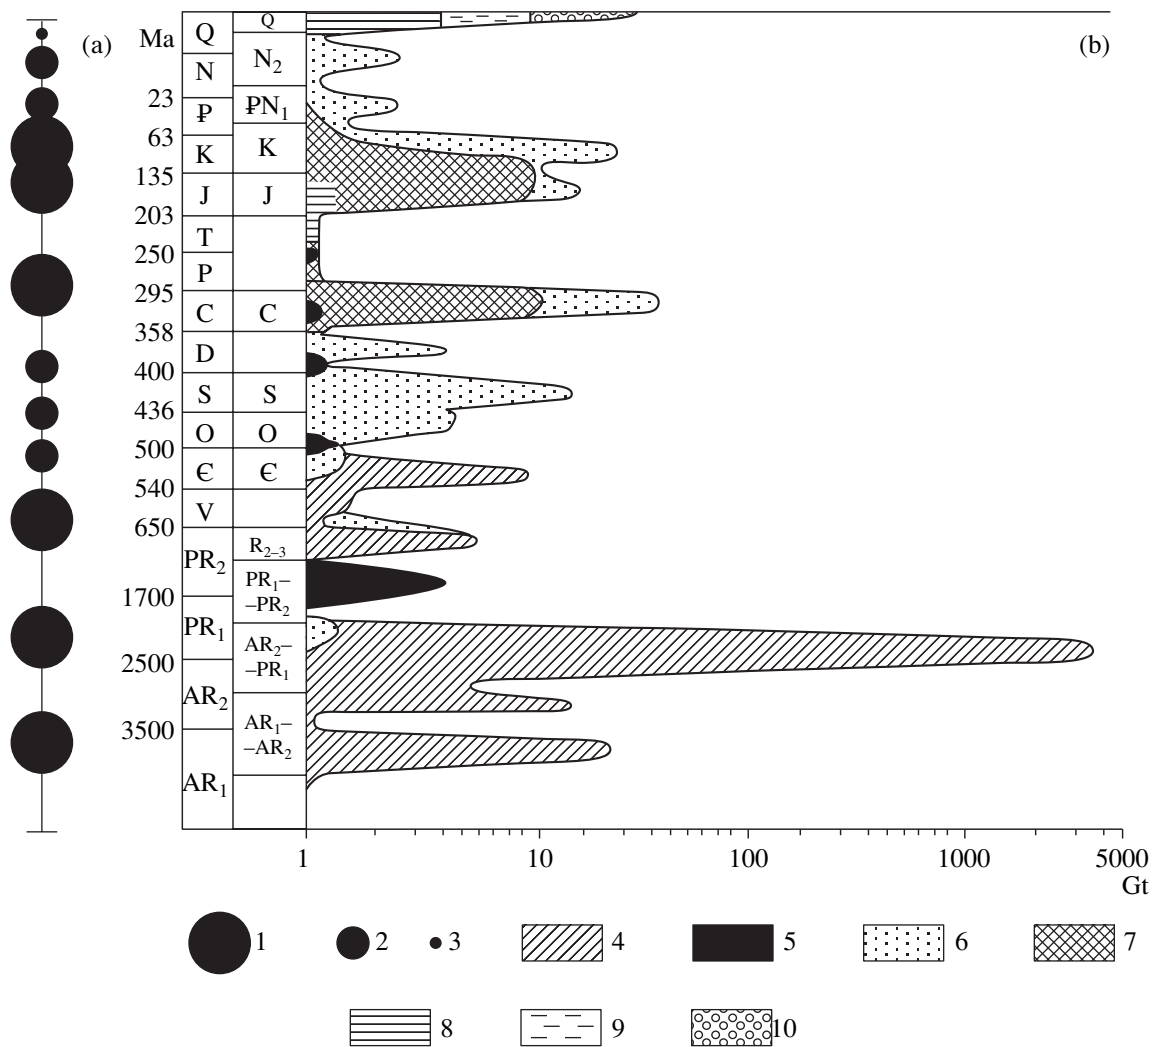 (a)
(b)
Ma
23
63
135
203
250
295
358
400
436
500
540
650
1700
2500
3500
Q
N
₽
K
J
T
P
C
D
S
O
Є
V
PR₂
PR₁
AR₂
AR₁
Q
N₂
₽N₁
K
J
C
S
O
Є
R₂₋₃
PR₁–
–PR₂
AR₂–
–PR₁
AR₁–
–AR₂
1 10 100 1000 5000
Gt
1 2 3 4 5 6 7
8 9 10